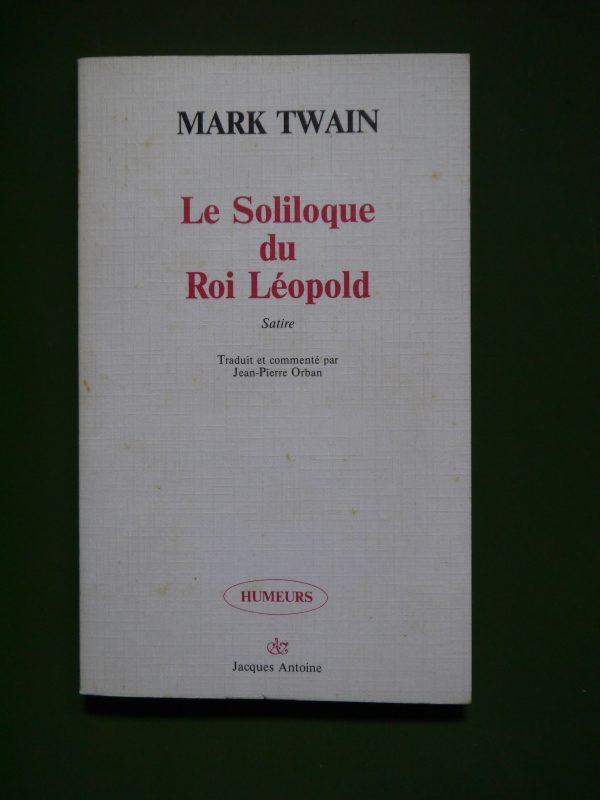 MARK TWAIN
Le Soliloque
du
Roi Léopold
Satire
Traduit et commenté par
Jean-Pierre Orban
HUMEURS
Jacques Antoine